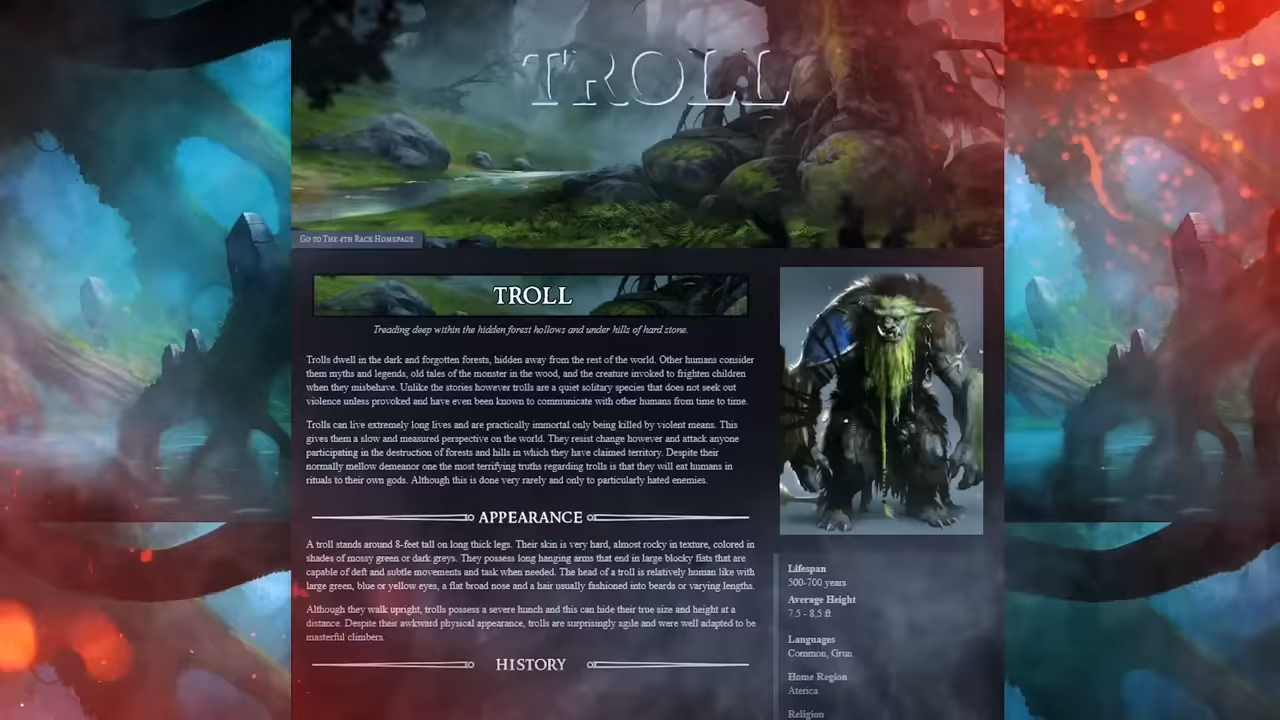 TROLL
Go to The 4th Race Homepage
TROLL
Treading deep within the hidden forest hollows and under hills of hard stone.
Trolls dwell in the dark and forgotten forests, hidden away from the rest of the world. Other humans consider
them myths and legends, old tales of the monster in the wood, and the creature invoked to frighten children
when they misbehave. Unlike the stories however trolls are a quiet solitary species that does not seek out
violence unless provoked and have even been known to communicate with other humans from time to time.
Trolls can live extremely long lives and are practically immortal only being killed by violent means. This
gives them a slow and measured perspective on the world. They resist change however and attack anyone
participating in the destruction of forests and hills in which they have claimed territory. Despite their
normally mellow demeanor one the most terrifying truths regarding trolls is that they will eat humans in
rituals to their own gods. Although this is done very rarely and only to particularly hated enemies.
APPEARANCE
A troll stands around 8-feet tall on long thick legs. Their skin is very hard, almost rocky in texture, colored in
shades of mossy green or dark greys. They possess long hanging arms that end in large blocky fists that are
capable of deft and subtle movements and task when needed. The head of a troll is relatively human like with
large green, blue or yellow eyes, a flat broad nose and a hair usually fashioned into beards or varying lengths.
Although they walk upright, trolls possess a severe hunch and this can hide their true size and height at a
distance. Despite their awkward physical appearance, trolls are surprisingly agile and were well adapted to be
masterful climbers.
HISTORY
Lifespan
500-700 years
Average Height
7.5 - 8.5 ft
Languages
Common, Grun
Home Region
Aterica
Religion